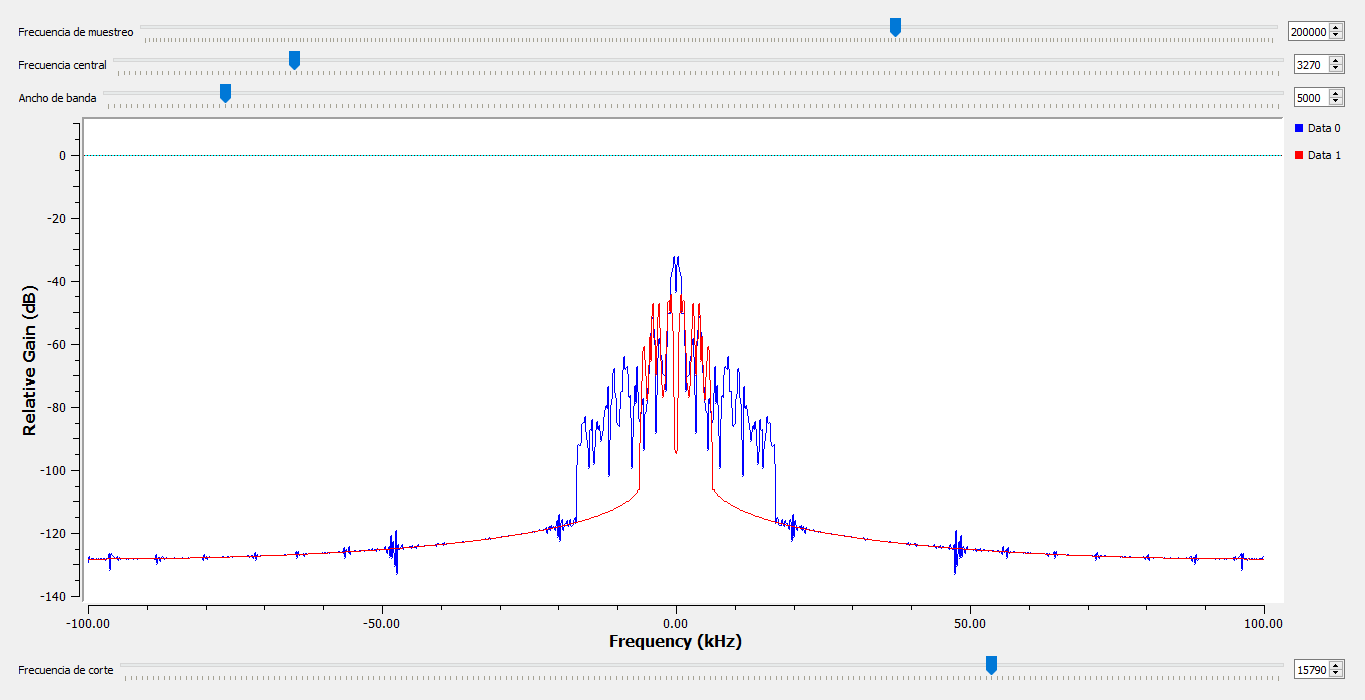 Frecuencia de muestreo 200000
Frecuencia central 3270
Ancho de banda 5000
Data 0
Data 1
Relative Gain (dB)
0
-20
-40
-60
-80
-100
-120
-140
-100.00 -50.00 0.00 50.00 100.00
Frequency (kHz)
Frecuencia de corte 15790